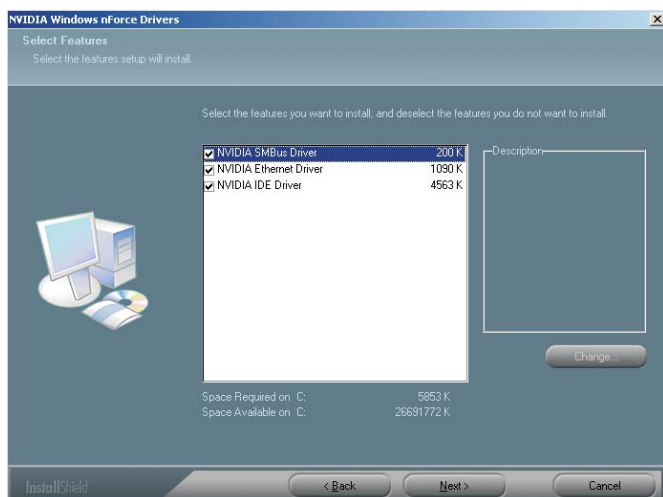 NVIDIA Windows nForce Drivers
Select Features
Select the features setup will install.
Select the features you want to install, and deselect the features you do not want to install.
NVIDIA SMBus Driver 200 K
NVIDIA Ethernet Driver 1090 K
NVIDIA IDE Driver 4563 K
Description
Change...
Space Required on C: 5853 K
Space Available on C: 26691772 K
InstallShield
< Back
Next >
Cancel